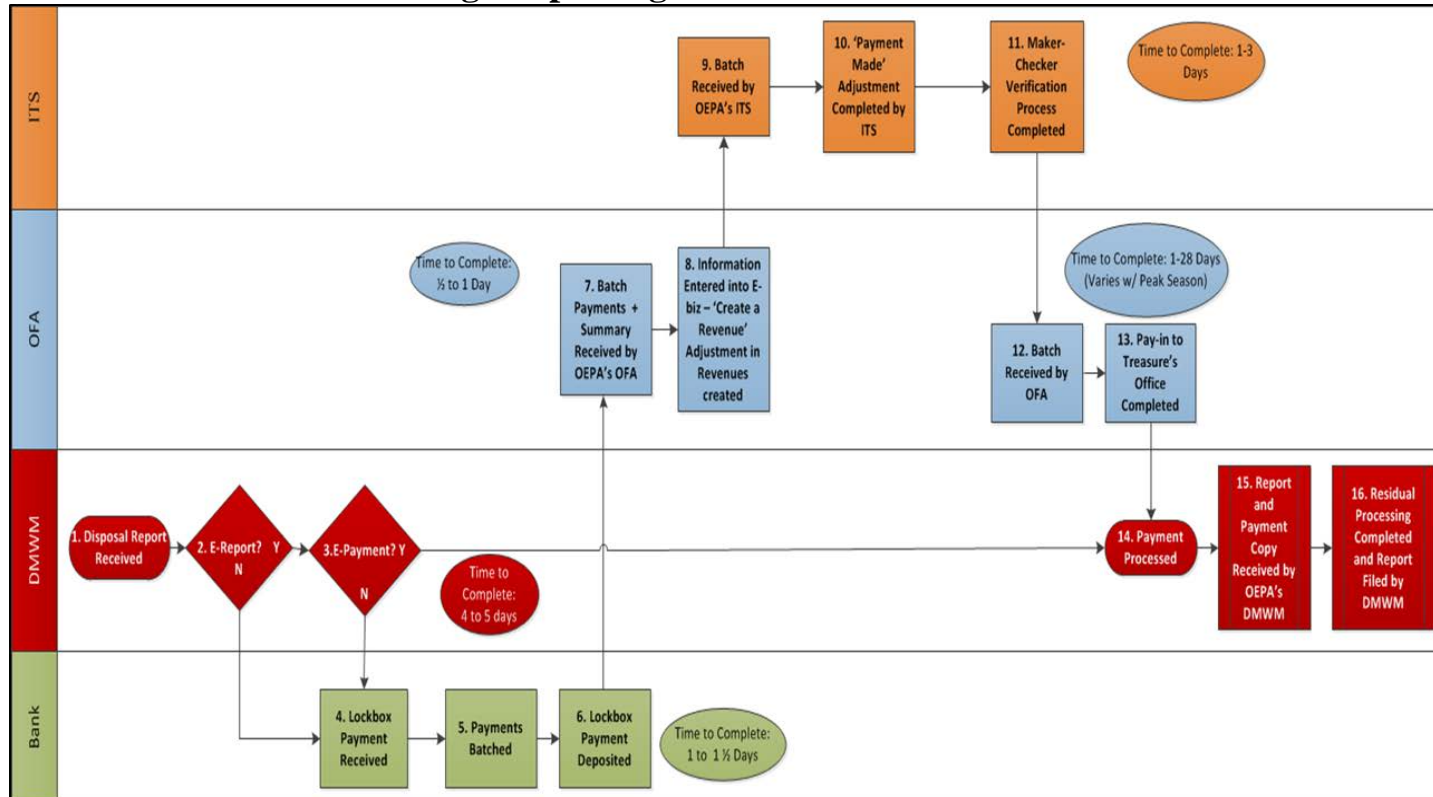 ITS
9. Batch
Received by
OEPA's ITS
10. 'Payment
Made'
Adjustment
Completed by
ITS
11. Maker-
Checker
Verification
Process
Completed
Time to Complete: 1-3
Days
OFA
Time to Complete:
½ to 1 Day
7. Batch
Payments +
Summary
Received by
OEPA's OFA
8. Information
Entered into E-
biz – 'Create a
Revenue'
Adjustment in
Revenues
created
Time to Complete: 1-28 Days
(Varies w/ Peak Season)
12. Batch
Received by
OFA
13. Pay-in to
Treasure's
Office
Completed
DMWM
1. Disposal Report
Received
2. E-Report? Y
N
3.E-Payment? Y
N
Time to
Complete:
4 to 5 days
14. Payment
Processed
15. Report
and
Payment
Copy
Received by
OEPA's
DMWM
16. Residual
Processing
Completed
and Report
Filed by
DMWM
Bank
4. Lockbox
Payment
Received
5. Payments
Batched
6. Lockbox
Payment
Deposited
Time to Complete:
1 to 1 ½ Days